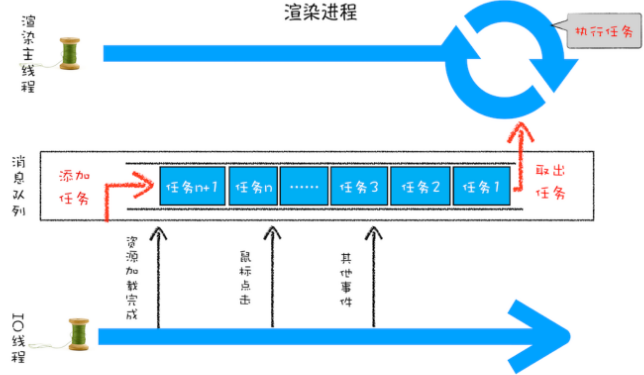 渲染进程
渲染主线程
执行任务
消息队列
添加
任务
任务n+1
任务n
……
任务3
任务2
任务1
取出
任务
资源加载完成
鼠标点击
其他事件
IO线程